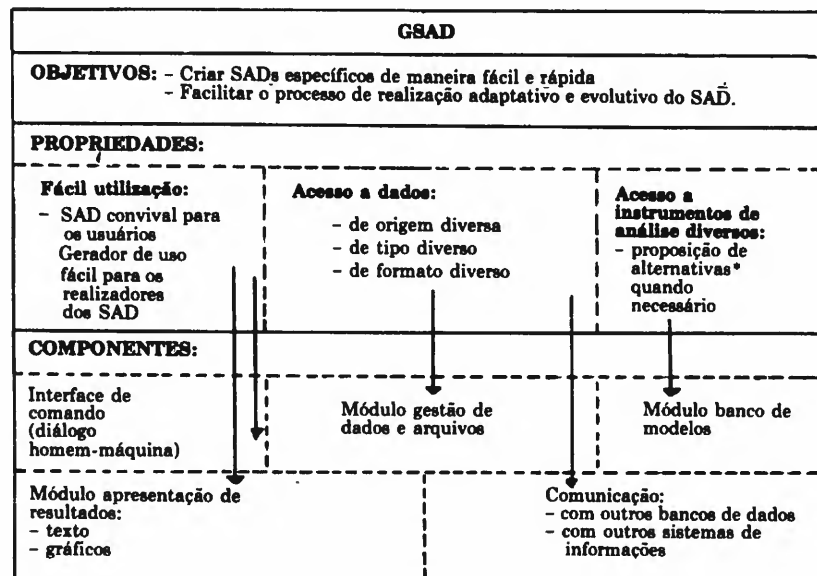 GSAD
OBJETIVOS: - Criar SADs específicos de maneira fácil e rápida
- Facilitar o processo de realização adaptativo e evolutivo do SAD.
PROPRIEDADES:
Fácil utilização:
- SAD convival para
os usuários
Gerador de uso
fácil para os
realizadores
dos SAD
Acesso a dados:
- de origem diversa
- de tipo diverso
- de formato diverso
Acesso a
instrumentos de
análise diversos:
- proposição de
alternativas*
quando
necessário
COMPONENTES:
Interface de
comando
(diálogo
homem-máquina)
Módulo gestão de
dados e arquivos
Módulo banco de
modelos
Módulo apresentação de
resultados:
- texto
- gráficos
Comunicação:
- com outros bancos de dados
- com outros sistemas de
informações